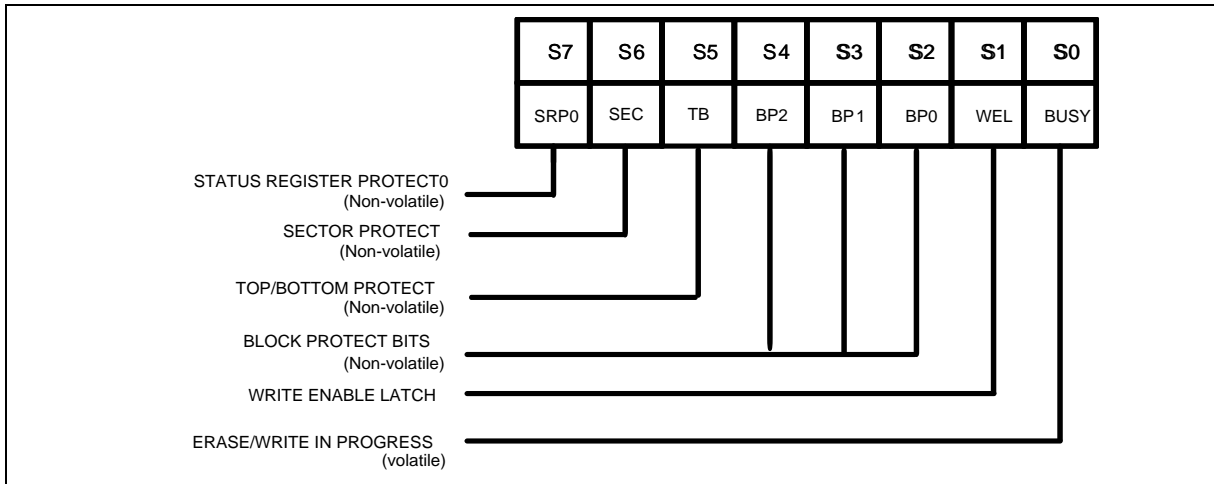 S7 S6 S5 S4 S3 S2 S1 S0
SRP0 SEC TB BP2 BP1 BP0 WEL BUSY
STATUS REGISTER PROTECT0
(Non-volatile)
SECTOR PROTECT
(Non-volatile)
TOP/BOTTOM PROTECT
(Non-volatile)
BLOCK PROTECT BITS
(Non-volatile)
WRITE ENABLE LATCH
ERASE/WRITE IN PROGRESS
(volatile)